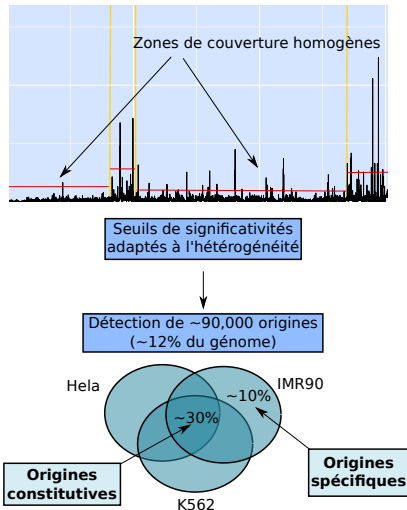 Zones de couverture homogènes
Seuils de significativités
adaptés à l'hétérogénéité
Détection de ~90,000 origines
(~12% du génome)
Hela
IMR90
~10%
~30%
Origines
constitutives
Origines
spécifiques
K562